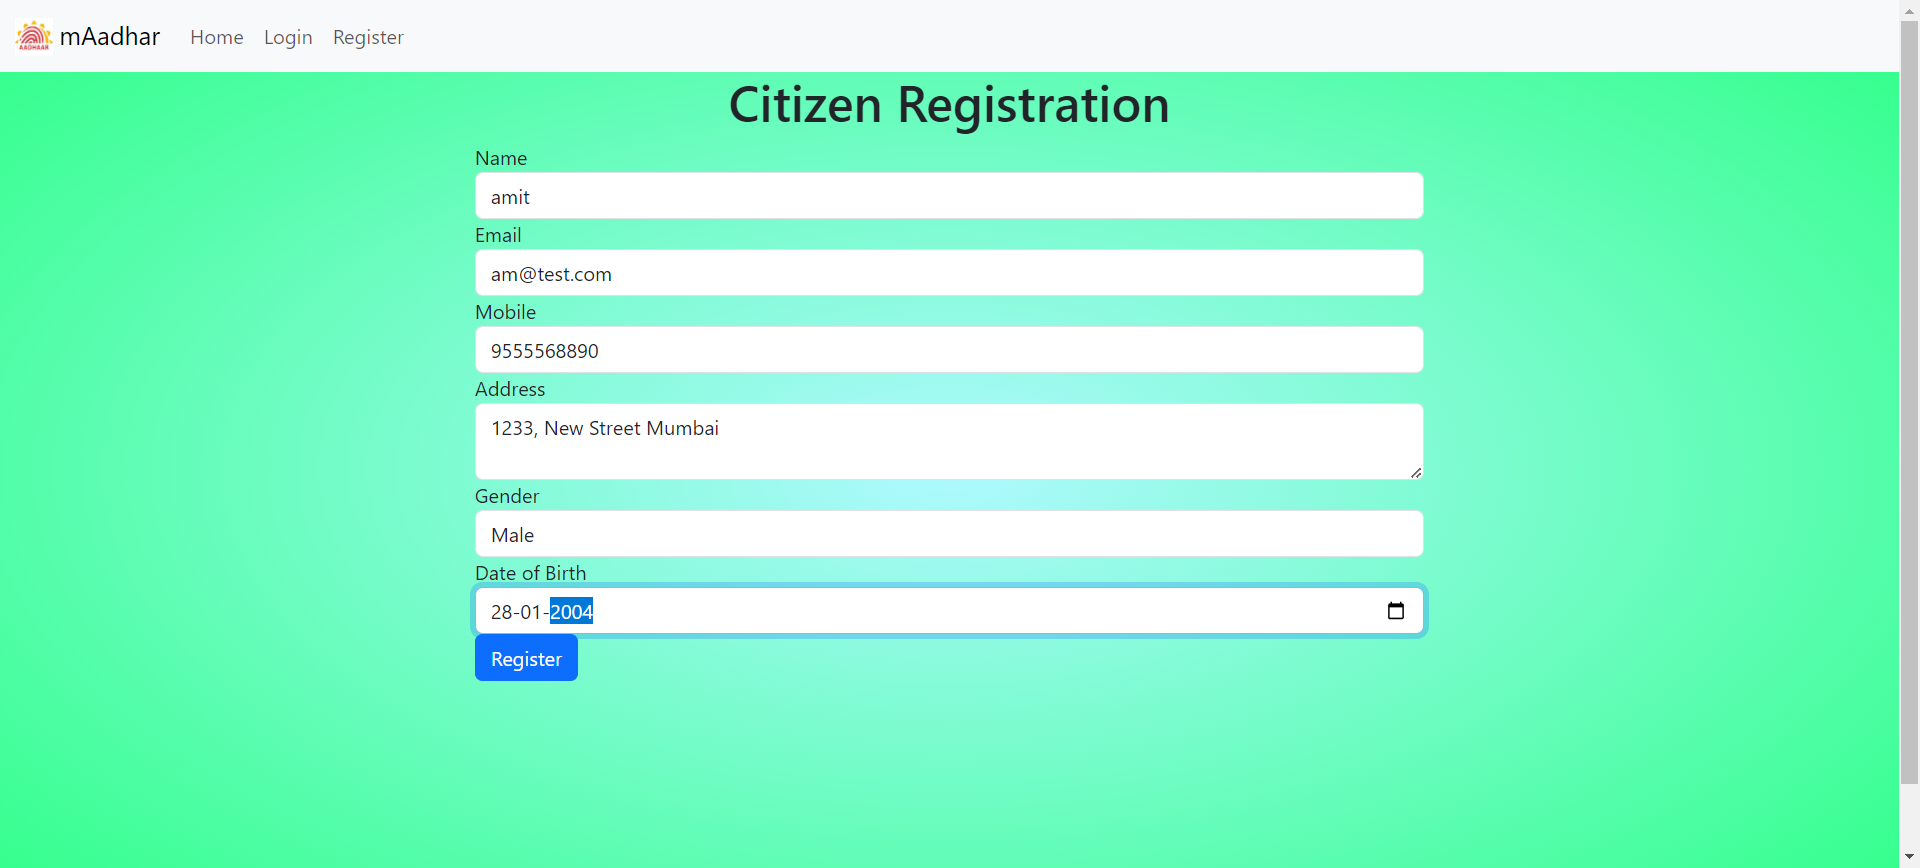 AADHAAR
mAadhar Home Login Register
Citizen Registration
Name
amit
Email
am@test.com
Mobile
9555568890
Address
1233, New Street Mumbai
Gender
Male
Date of Birth
28-01-2004
Register